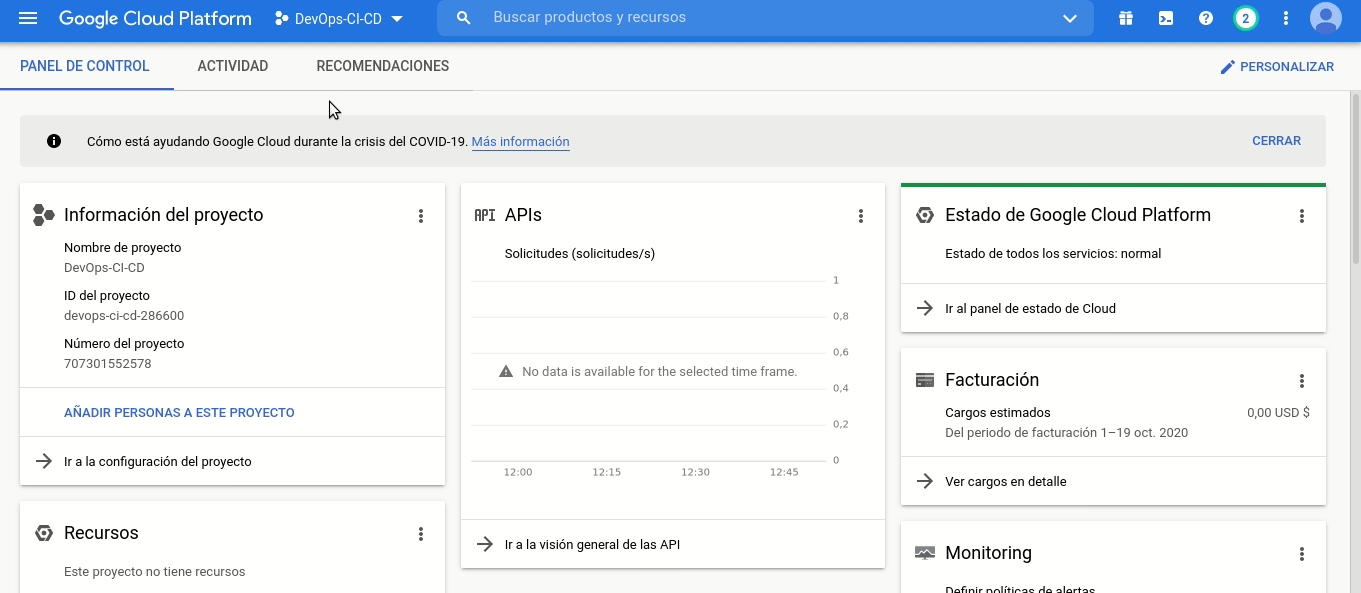 Google Cloud Platform
DevOps-CI-CD
Buscar productos y recursos
2
PANEL DE CONTROL
ACTIVIDAD
RECOMENDACIONES
PERSONALIZAR
Cómo está ayudando Google Cloud durante la crisis del COVID-19. Más información
CERRAR
Información del proyecto
Nombre de proyecto
DevOps-CI-CD
ID del proyecto
devops-ci-cd-286600
Número del proyecto
707301552578
AÑADIR PERSONAS A ESTE PROYECTO
Ir a la configuración del proyecto
Recursos
Este proyecto no tiene recursos
API APIs
Solicitudes (solicitudes/s)
1
0,8
0,6
No data is available for the selected time frame.
0,4
0,2
0
12:00 12:15 12:30 12:45
Ir a la visión general de las API
Estado de Google Cloud Platform
Estado de todos los servicios: normal
Ir al panel de estado de Cloud
Facturación
Cargos estimados 0,00 USD $
Del periodo de facturación 1–19 oct. 2020
Ver cargos en detalle
Monitoring
Definir políticas de alertas